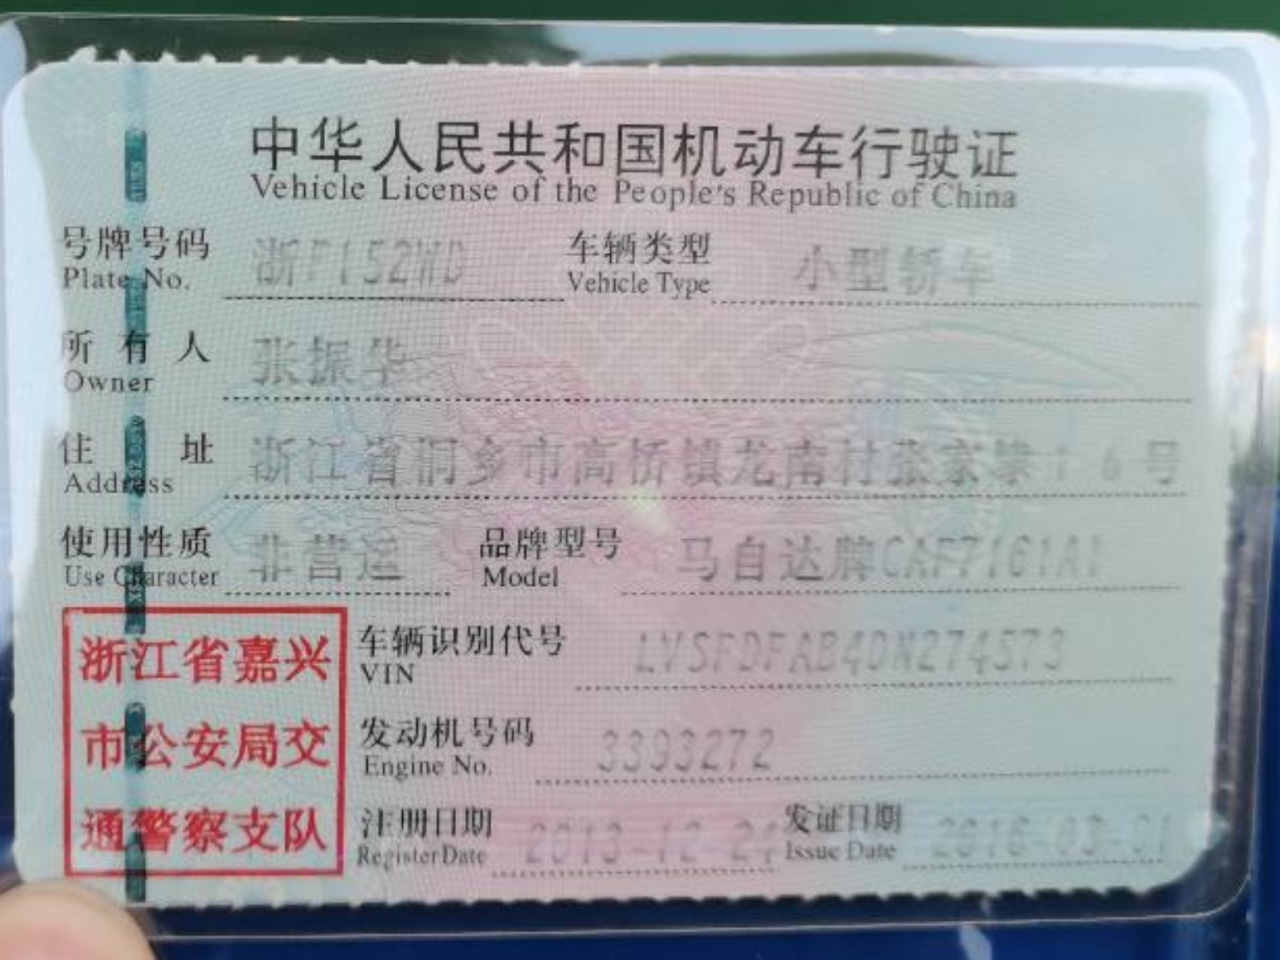 中华人民共和国机动车行驶证
Vehicle License of the People's Republic of China
号牌号码 浙F152WD 车辆类型 小型轿车
Plate No. Vehicle Type
所有人 张振华
Owner
住址 浙江省桐乡市高桥镇龙南村张家埭16号
Address
使用性质 非营运 品牌型号 马自达牌CAF7161A1
Use Character Model
浙江省嘉兴
市公安局交
通警察支队
车辆识别代号 LVSFDFAB4DN274573
VIN
发动机号码 3393272
Engine No.
注册日期 2013-12-24 发证日期 2016-03-01
Register Date Issue Date